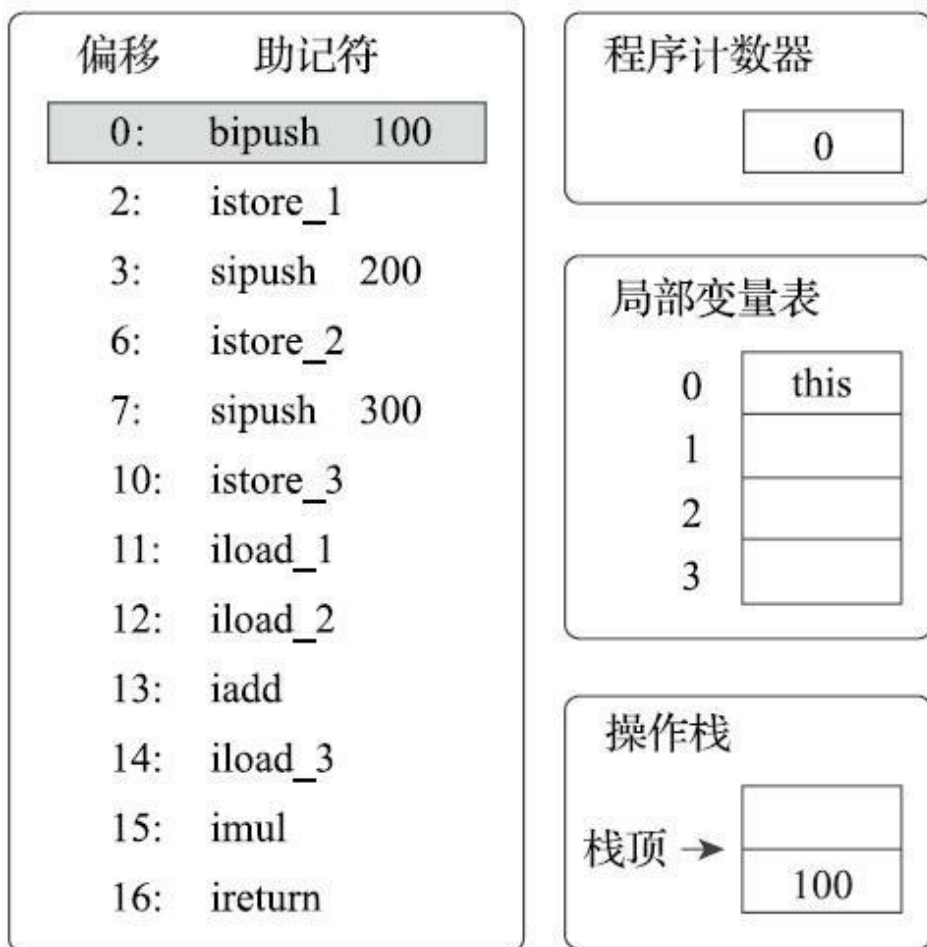 偏移 助记符
0: bipush 100
2: istore_1
3: sipush 200
6: istore_2
7: sipush 300
10: istore_3
11: iload_1
12: iload_2
13: iadd
14: iload_3
15: imul
16: ireturn
程序计数器
0
局部变量表
0 this
1
2
3
操作栈
栈顶
100